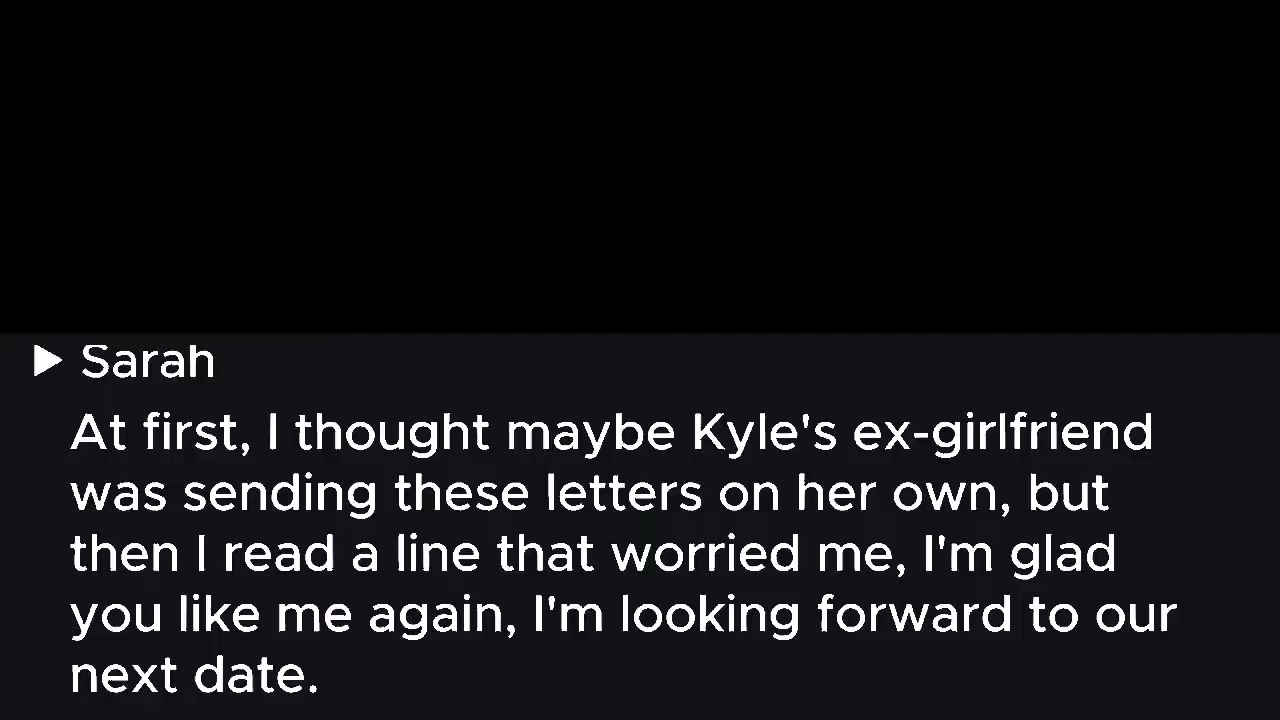 ▶ Sarah
At first, I thought maybe Kyle's ex-girlfriend
was sending these letters on her own, but
then I read a line that worried me, I'm glad
you like me again, I'm looking forward to our
next date.